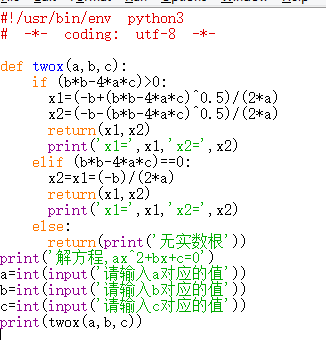 #!/usr/bin/env python3
# -*- coding: utf-8 -*-
def twox(a,b,c):
    if (b*b-4*a*c)>0:
        x1=(-b+(b*b-4*a*c)^0.5)/(2*a)
        x2=(-b-(b*b-4*a*c)^0.5)/(2*a)
        return(x1,x2)
        print('x1=',x1,'x2=',x2)
    elif (b*b-4*a*c)==0:
        x2=x1=(-b)/(2*a)
        return(x1,x2)
        print('x1=',x1,'x2=',x2)
    else:
        return(print('无实数根'))
print('解方程,ax^2+bx+c=0')
a=int(input('请输入a对应的值'))
b=int(input('请输入b对应的值'))
c=int(input('请输入c对应的值'))
print(twox(a,b,c))